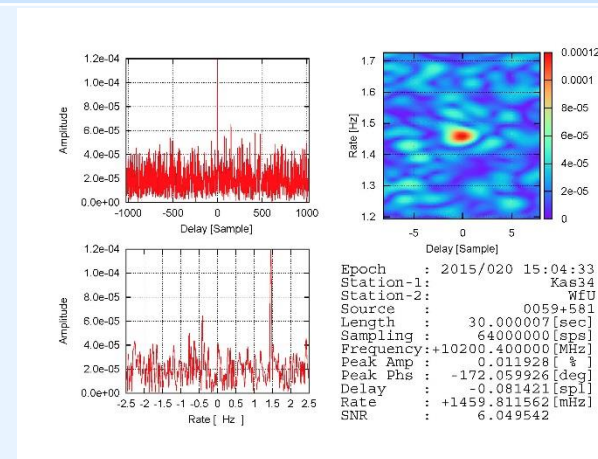 1.2e-04
1.0e-04
8.0e-05
6.0e-05
4.0e-05
2.0e-05
0.0e+00
Amplitude
-1000 -500 0 500 1000
Delay [Sample]
1.7
1.6
1.5
1.4
1.3
1.2
Rate [Hz]
-5 0 5
Delay [Sample]
0.00012
0.0001
8e-05
6e-05
4e-05
2e-05
0
1.2e-04
1.0e-04
8.0e-05
6.0e-05
4.0e-05
2.0e-05
0.0e+00
Amplitude
-2.5 -2 -1.5 -1 -0.5 0 0.5 1 1.5 2 2.5
Rate [ Hz ]
Epoch : 2015/020 15:04:33
Station-1: Kas34
Station-2: WfU
Source : 0059+581
Length : 30.000007[sec]
Sampling : 64000000[sps]
Frequency:+10200.400000[MHz]
Peak Amp : 0.011928[ % ]
Peak Phs : -172.059926[deg]
Delay : -0.081421[spl]
Rate : +1459.811562[mHz]
SNR : 6.049542